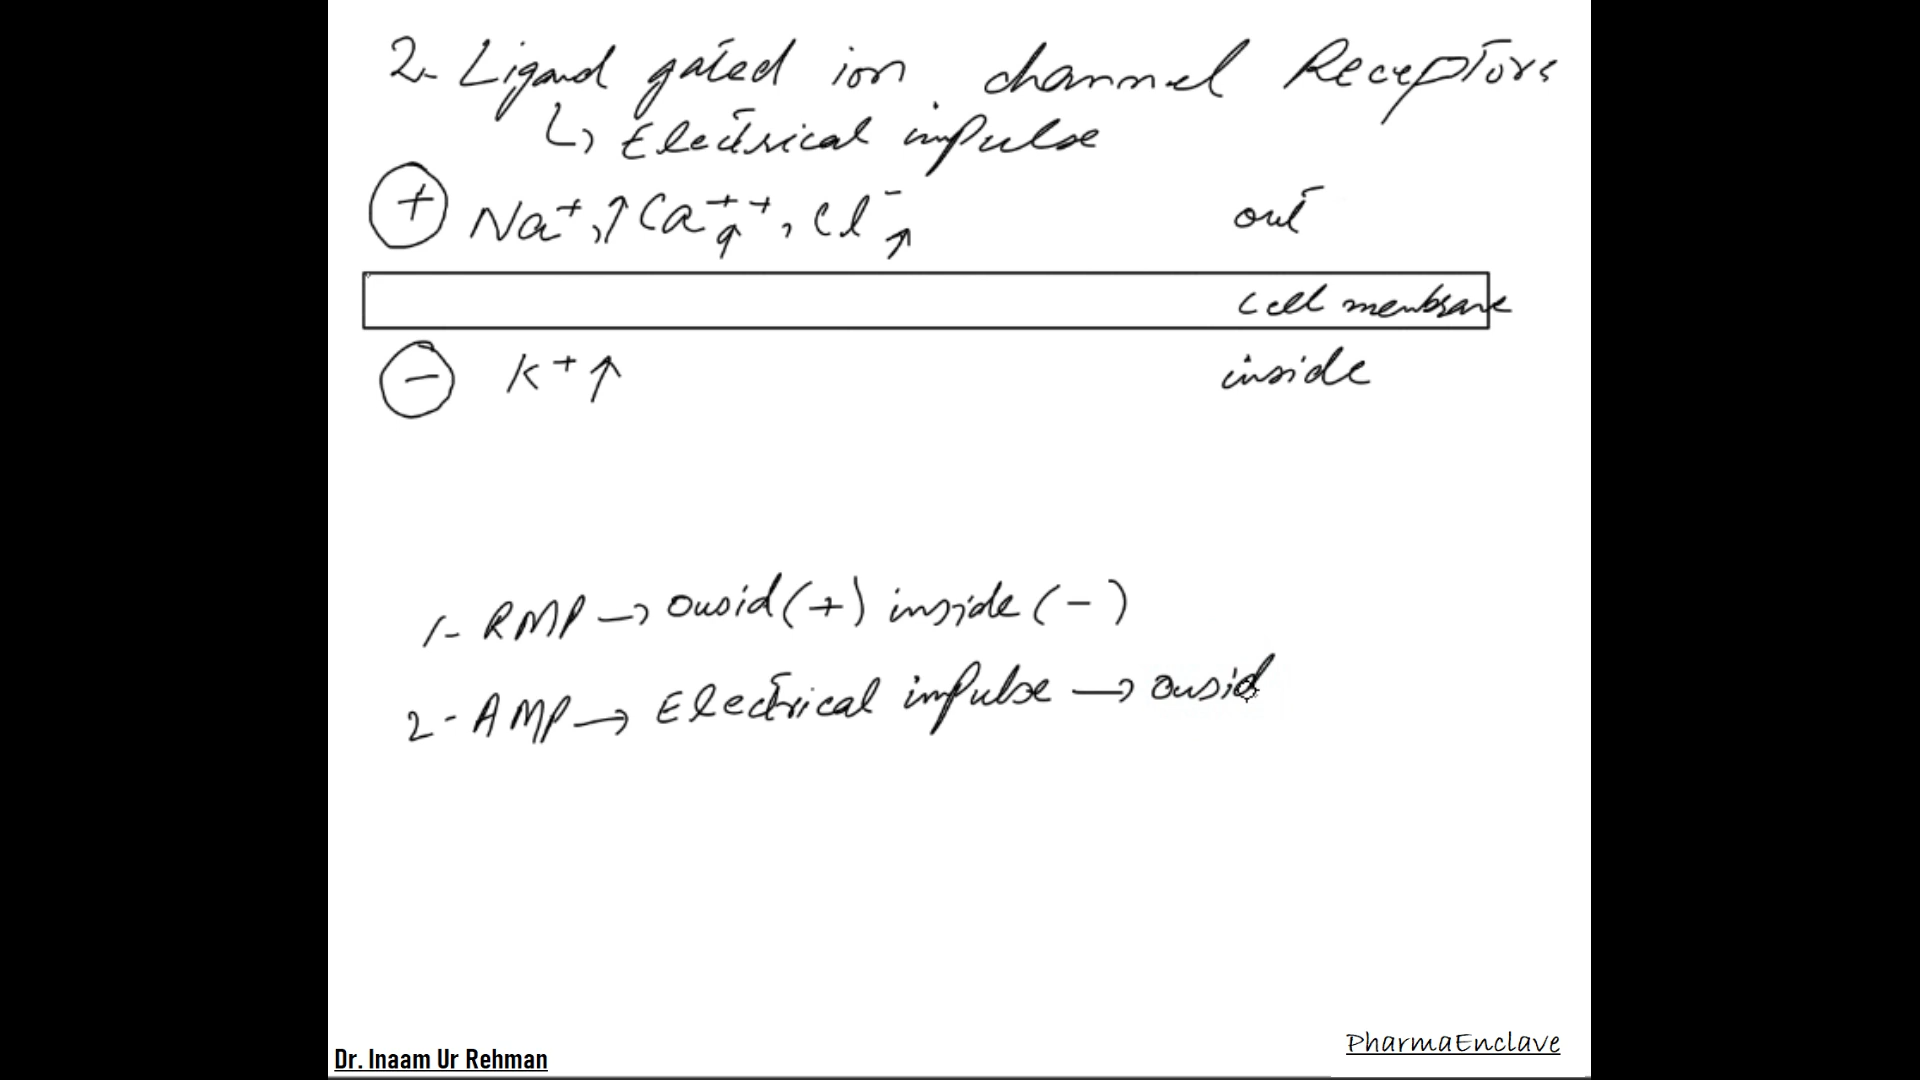 2- Ligand gated ion channel Receptors
↳ Electrical impulse
+ Na+, ↑ Ca++ ↑, Cl- ↑ out
cell membrane
- K+ ↑ inside
1- RMP → ousid (+) inside (-)
2- AMP → Electrical impulse → ousid
Dr. Inaam Ur Rehman
PharmaEnclave